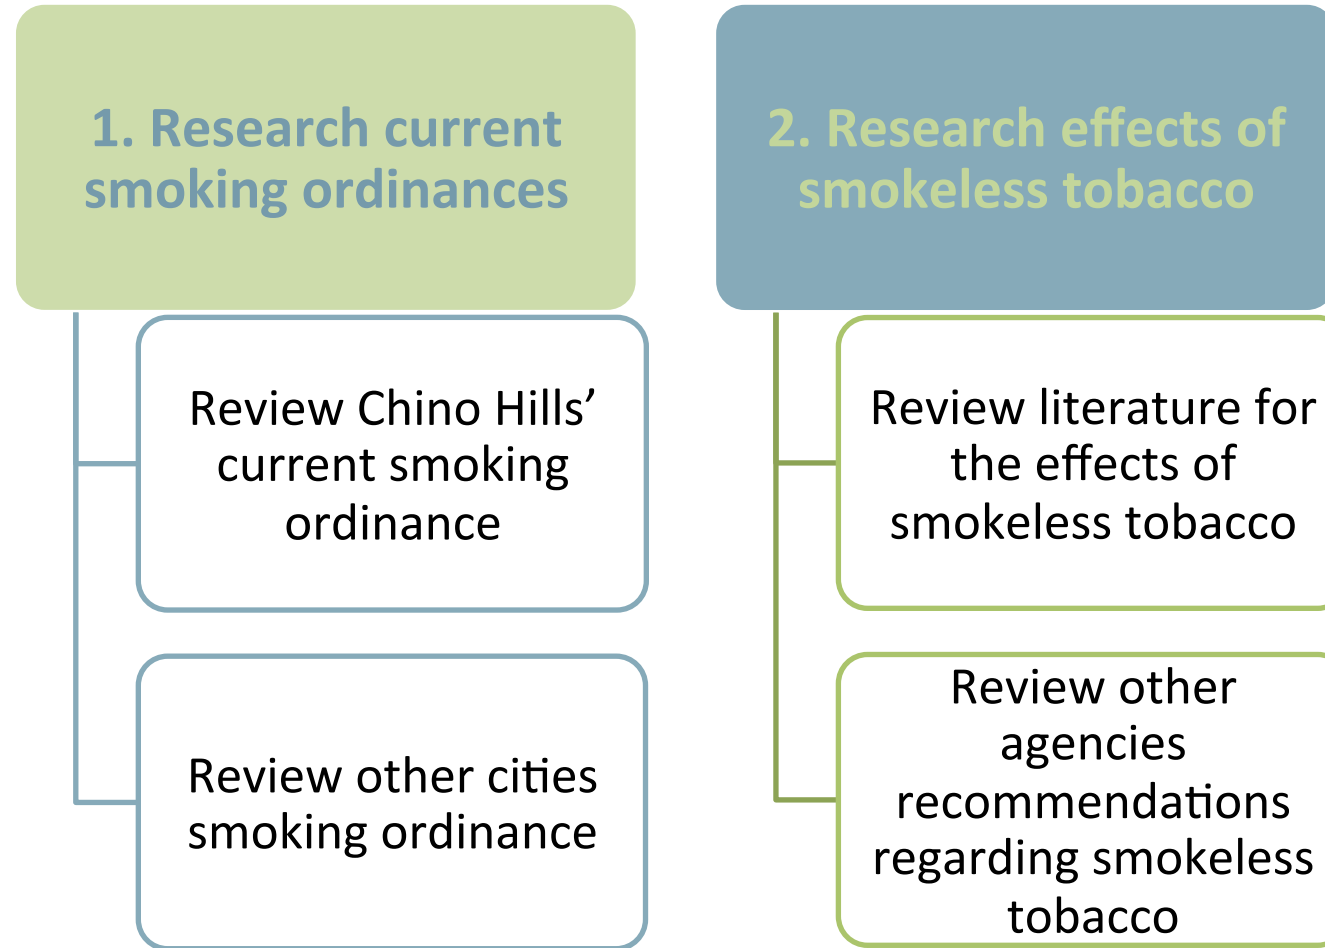 1. Research current
smoking ordinances
Review Chino Hills’
current smoking
ordinance
Review other cities
smoking ordinance
2. Research effects of
smokeless tobacco
Review literature for
the effects of
smokeless tobacco
Review other
agencies
recommendations
regarding smokeless
tobacco